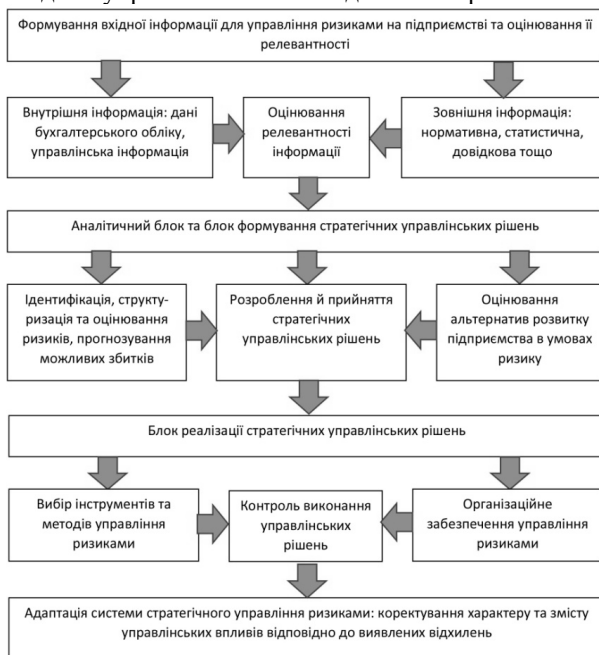 Формування вхідної інформації для управління ризиками на підприємстві та оцінювання її
релевантності
Внутрішня інформація: дані
бухгалтерського обліку,
управлінська інформація
Оцінювання
релевантності
інформації
Зовнішня інформація:
нормативна, статистична,
довідкова тощо
Аналітичний блок та блок формування стратегічних управлінських рішень
Ідентифікація, структу-
ризація та оцінювання
ризиків, прогнозування
можливих збитків
Розроблення й прийняття
стратегічних
управлінських рішень
Оцінювання
альтернатив розвитку
підприємства в умовах
ризику
Блок реалізації стратегічних управлінських рішень
Вибір інструментів та
методів управління
ризиками
Контроль виконання
управлінських
рішень
Організаційне
забезпечення управління
ризиками
Адаптація системи стратегічного управління ризиками: коректування характеру та змісту
управлінських впливів відповідно до виявлених відхилень